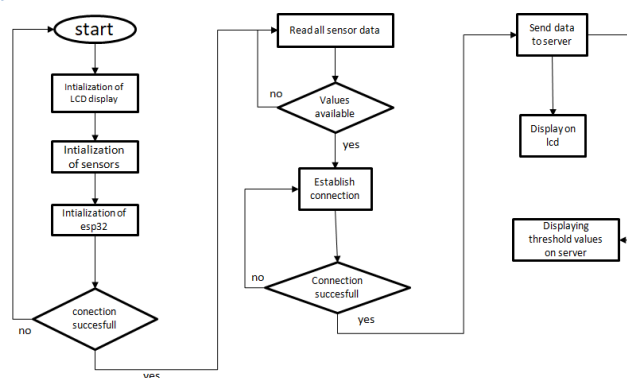 start
Intialization of
LCD display
Intialization
of sensors
Intialization of
esp32
conection
succesfull
no
yes
Read all sensor data
no
Values
available
yes
Establish
connection
no
Connection
succesfull
yes
Send data
to server
Display on
lcd
Displaying
threshold values
on server